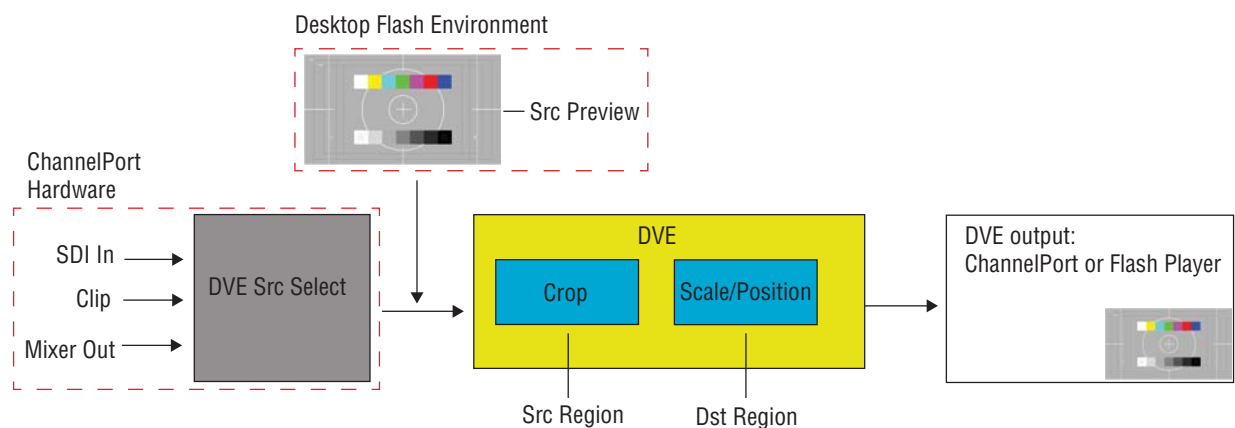 Desktop Flash Environment
Src Preview
ChannelPort
Hardware
SDI In
Clip
Mixer Out
DVE Src Select
DVE
Crop
Scale/Position
Src Region
Dst Region
DVE output:
ChannelPort or Flash Player